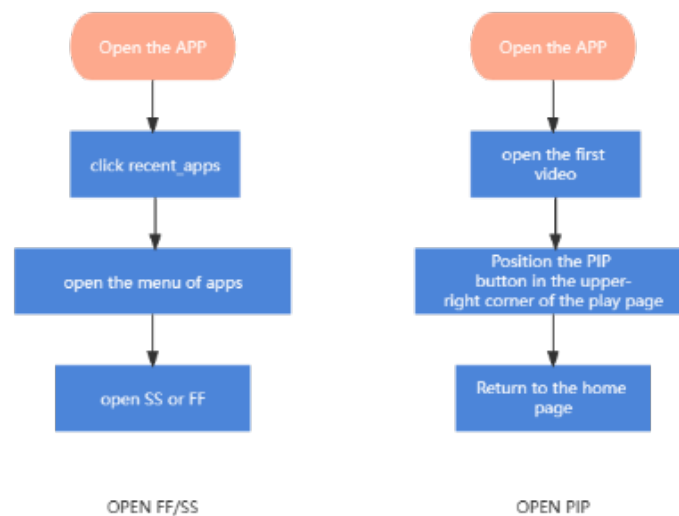 Open the APP
click recent_apps
open the menu of apps
open SS or FF
OPEN FF/SS
Open the APP
open the first
video
Position the PIP
button in the upper-
right corner of the play page
Return to the home
page
OPEN PIP